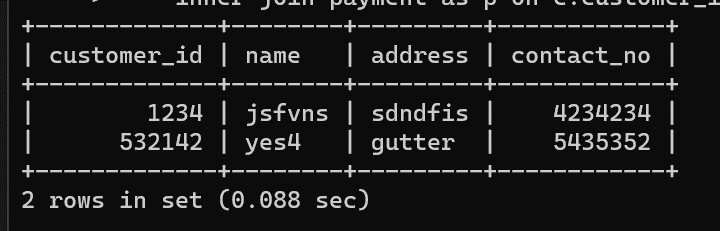 inner join payment as p on c.customer_i
+-------------+--------+---------+------------+
| customer_id | name   | address | contact_no |
+-------------+--------+---------+------------+
|        1234 | jsfvns | sdndfis |    4234234 |
|      532142 | yes4   | gutter  |    5435352 |
+-------------+--------+---------+------------+
2 rows in set (0.088 sec)